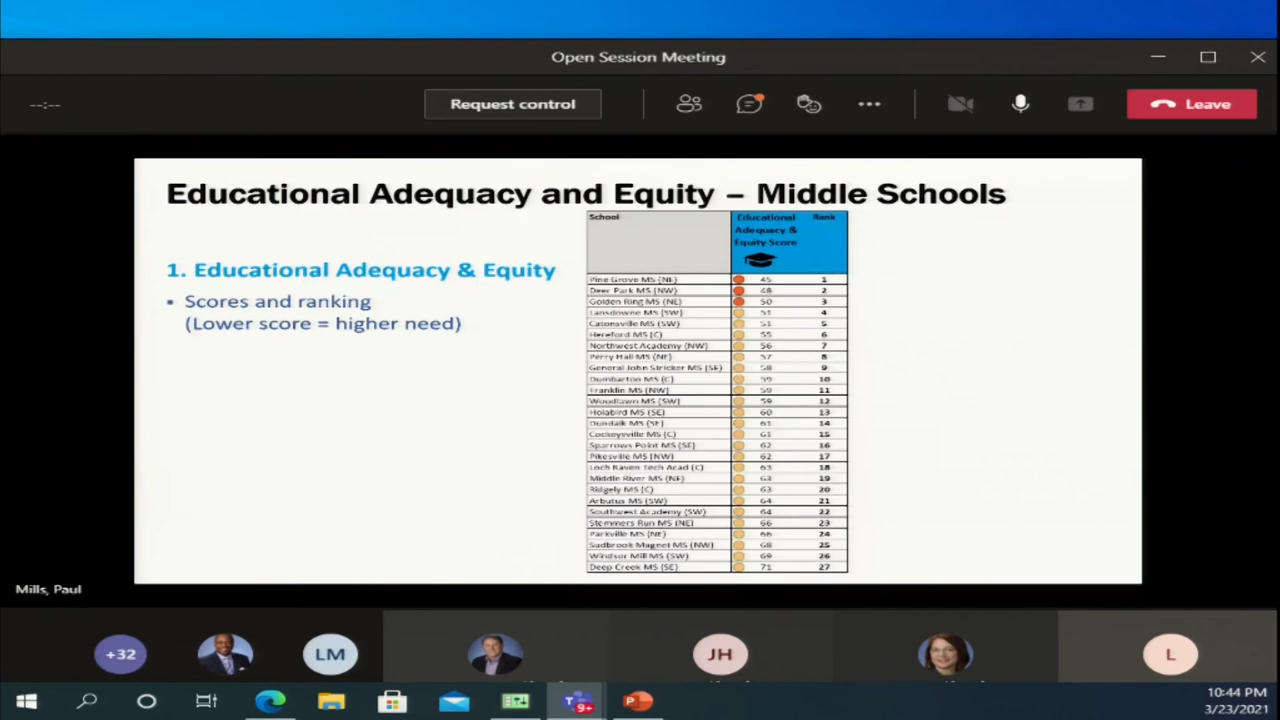 Open Session Meeting
--:--
Request control
Leave
Educational Adequacy and Equity – Middle Schools
1. Educational Adequacy & Equity
• Scores and ranking
(Lower score = higher need)
School Educational Adequacy & Equity Score Rank
Pine Grove MS (NE) 45 1
Deer Park MS (NW) 48 2
Golden Ring MS (NE) 50 3
Lansdowne MS (SW) 51 4
Catonsville MS (SW) 51 5
Hereford MS (C) 55 6
Northwest Academy (NW) 56 7
Perry Hall MS (NE) 57 8
General John Stricker MS (SE) 58 9
Dumbarton MS (C) 59 10
Franklin MS (NW) 59 11
Woodlawn MS (SW) 59 12
Holabird MS (SE) 60 13
Dundalk MS (SE) 61 14
Cockeysville MS (C) 61 15
Sparrows Point MS (SE) 62 16
Pikesville MS (NW) 62 17
Loch Raven Tech Acad (C) 63 18
Middle River MS (NE) 63 19
Ridgely MS (C) 63 20
Arbutus MS (SW) 64 21
Southwest Academy (SW) 64 22
Stemmers Run MS (NE) 66 23
Parkville MS (NE) 66 24
Sudbrook Magnet MS (NW) 68 25
Windsor Mill MS (SW) 69 26
Deep Creek MS (SE) 71 27
Mills, Paul
+32 LM JH L
T 9+ P
10:44 PM
3/23/2021